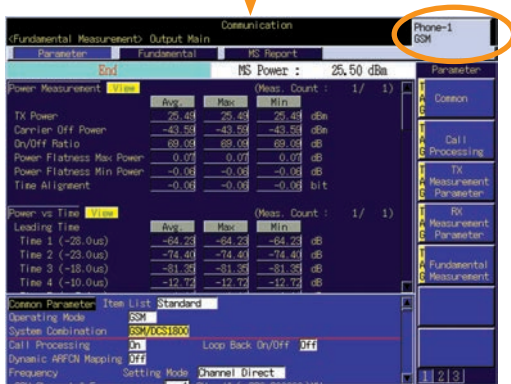 Communication
Phone-1
GSM
<Fundamental Measurement> Output Main
Parameter Fundamental MS Report
End MS Power : 25.50 dBm Parameter
Power Measurement View (Meas. Count : 1/ 1)
Avg. Max Min
TX Power 25.49 25.49 25.49 dBm
Carrier Off Power -43.59 -43.59 -43.59 dBm
On/Off Ratio 69.09 69.09 69.09 dB
Power Flatness Max Power 0.07 0.07 0.07 dB
Power Flatness Min Power -0.06 -0.06 -0.06 dB
Time Alignment -0.06 -0.06 -0.06 bit
Power vs Time View (Meas. Count : 1/ 1)
Leading Time Avg. Max Min
Time 1 (-28.0us) -64.23 -64.23 -64.23 dB
Time 2 (-23.0us) -74.40 -74.40 -74.40 dB
Time 3 (-18.0us) -81.35 -81.35 -81.35 dB
Time 4 (-10.0us) -12.72 -12.72 -12.72 dB
Common Parameter Item List Standard
Operating Mode GSM
System Combination GSM/DCS1800
Call Processing On Loop Back On/Off Off
Dynamic ARFCN Mapping Off
Frequency Setting Mode Channel Direct
TAG Common
TAG Call Processing
TAG TX Measurement Parameter
TAG RX Measurement Parameter
TAG Fundamental Measurement
1 2 3